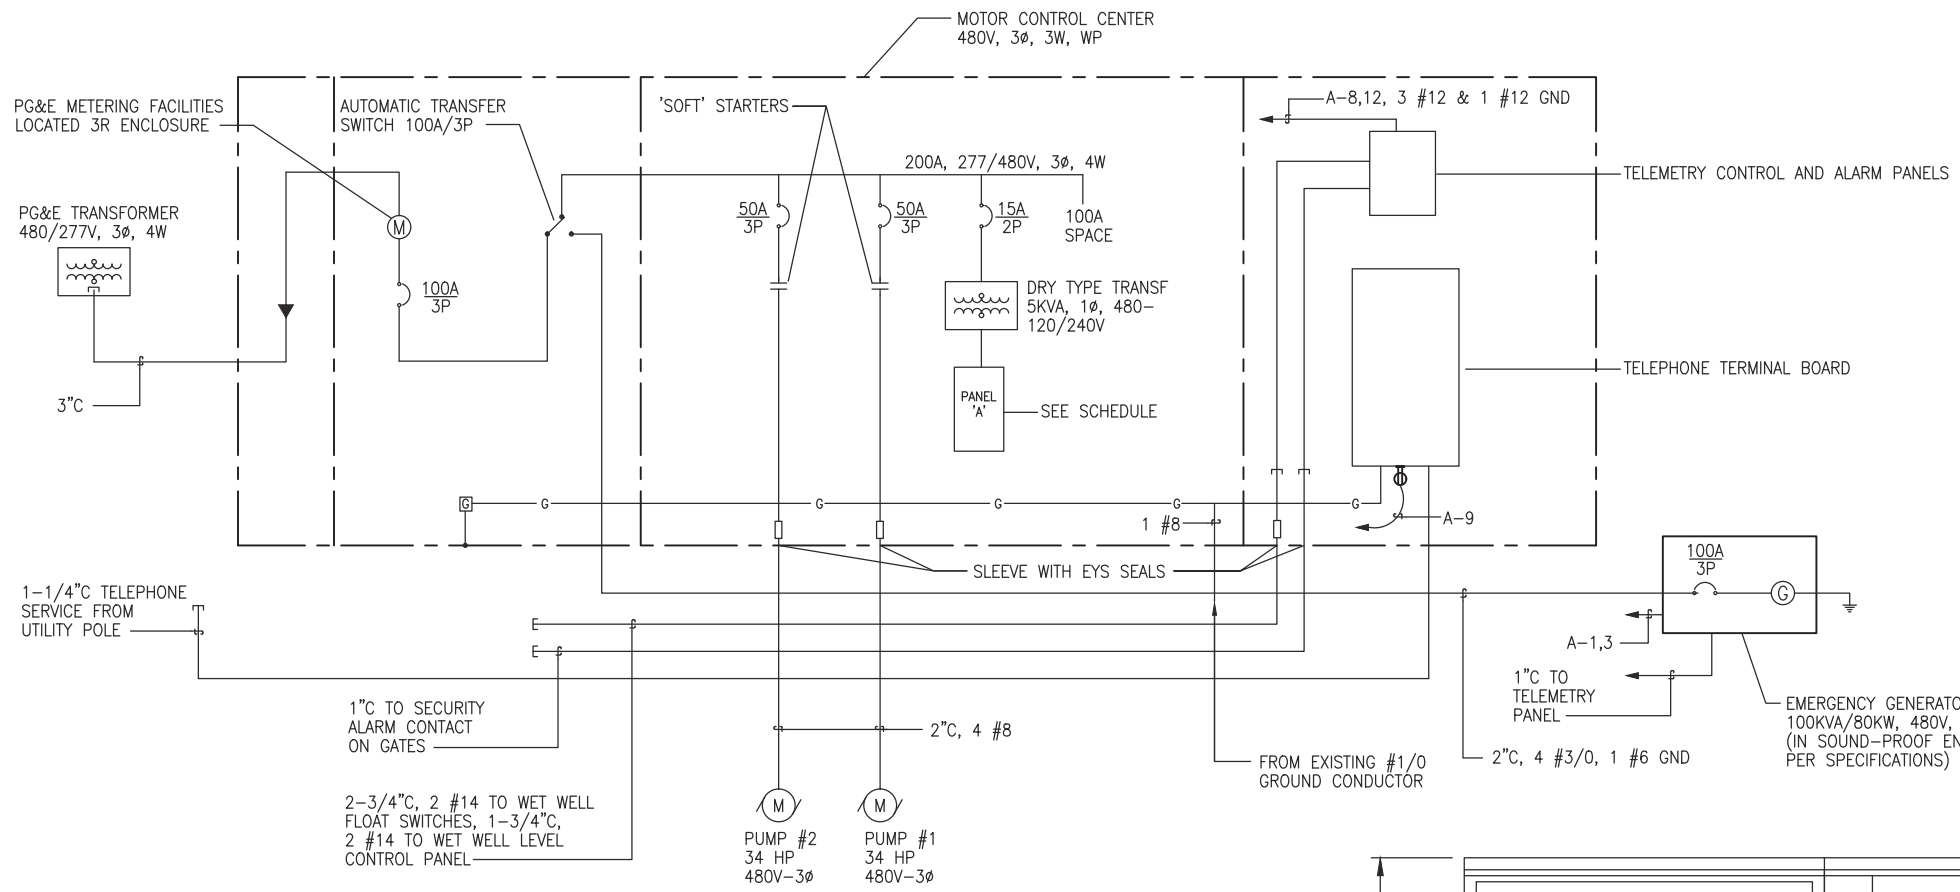 MOTOR CONTROL CENTER
480V, 3ø, 3W, WP
PG&E METERING FACILITIES
LOCATED 3R ENCLOSURE
AUTOMATIC TRANSFER
SWITCH 100A/3P
'SOFT' STARTERS
A-8,12, 3 #12 & 1 #12 GND
200A, 277/480V, 3ø, 4W
TELEMETRY CONTROL AND ALARM PANELS
PG&E TRANSFORMER
480/277V, 3ø, 4W
M
50A
3P
50A
3P
15A
2P
100A
SPACE
100A
3P
DRY TYPE TRANSF
5KVA, 1ø, 480-
120/240V
TELEPHONE TERMINAL BOARD
3"C
PANEL
'A'
SEE SCHEDULE
G
G
G
G
G
G
1 #8
A-9
SLEEVE WITH EYS SEALS
100A
3P
G
1-1/4"C TELEPHONE
SERVICE FROM
UTILITY POLE
A-1,3
1"C TO
TELEMETRY
PANEL
1"C TO SECURITY
ALARM CONTACT
ON GATES
2"C, 4 #8
EMERGENCY GENERATO
100KVA/80KW, 480V,
(IN SOUND-PROOF EN
PER SPECIFICATIONS)
FROM EXISTING #1/0
GROUND CONDUCTOR
2"C, 4 #3/0, 1 #6 GND
2-3/4"C, 2 #14 TO WET WELL
FLOAT SWITCHES, 1-3/4"C,
2 #14 TO WET WELL LEVEL
CONTROL PANEL
M
M
PUMP #2
34 HP
480V-3ø
PUMP #1
34 HP
480V-3ø